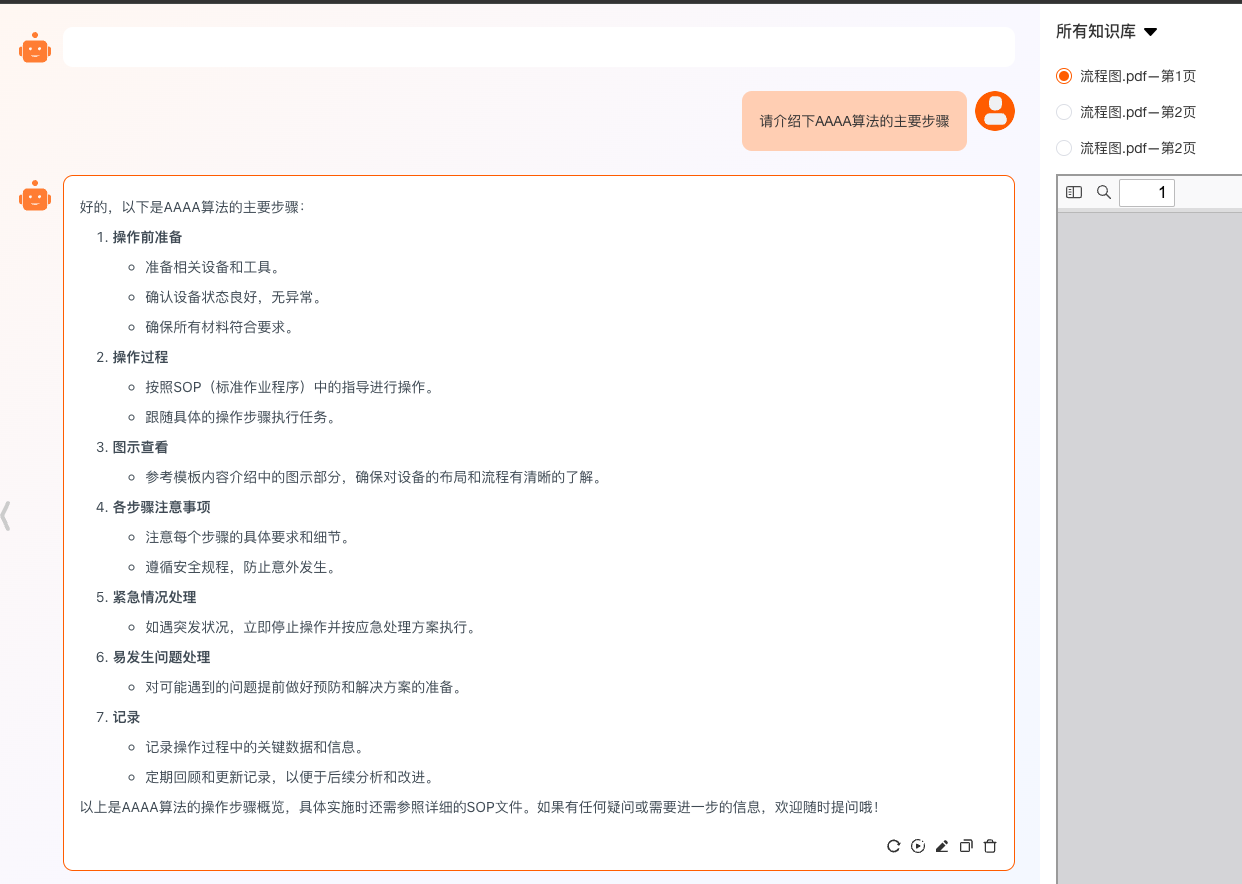 所有知识库
流程图.pdf—第1页
流程图.pdf—第2页
流程图.pdf—第2页
1
请介绍下AAAA算法的主要步骤
好的，以下是AAAA算法的主要步骤：
1. 操作前准备
准备相关设备和工具。
确认设备状态良好，无异常。
确保所有材料符合要求。
2. 操作过程
按照SOP（标准作业程序）中的指导进行操作。
跟随具体的操作步骤执行任务。
3. 图示查看
参考模板内容介绍中的图示部分，确保对设备的布局和流程有清晰的了解。
4. 各步骤注意事项
注意每个步骤的具体要求和细节。
遵循安全规程，防止意外发生。
5. 紧急情况处理
如遇突发状况，立即停止操作并按应急处理方案执行。
6. 易发生问题处理
对可能遇到的问题提前做好预防和解决方案的准备。
7. 记录
记录操作过程中的关键数据和信息。
定期回顾和更新记录，以便于后续分析和改进。
以上是AAAA算法的操作步骤概览，具体实施时还需参照详细的SOP文件。如果有任何疑问或需要进一步的信息，欢迎随时提问哦！